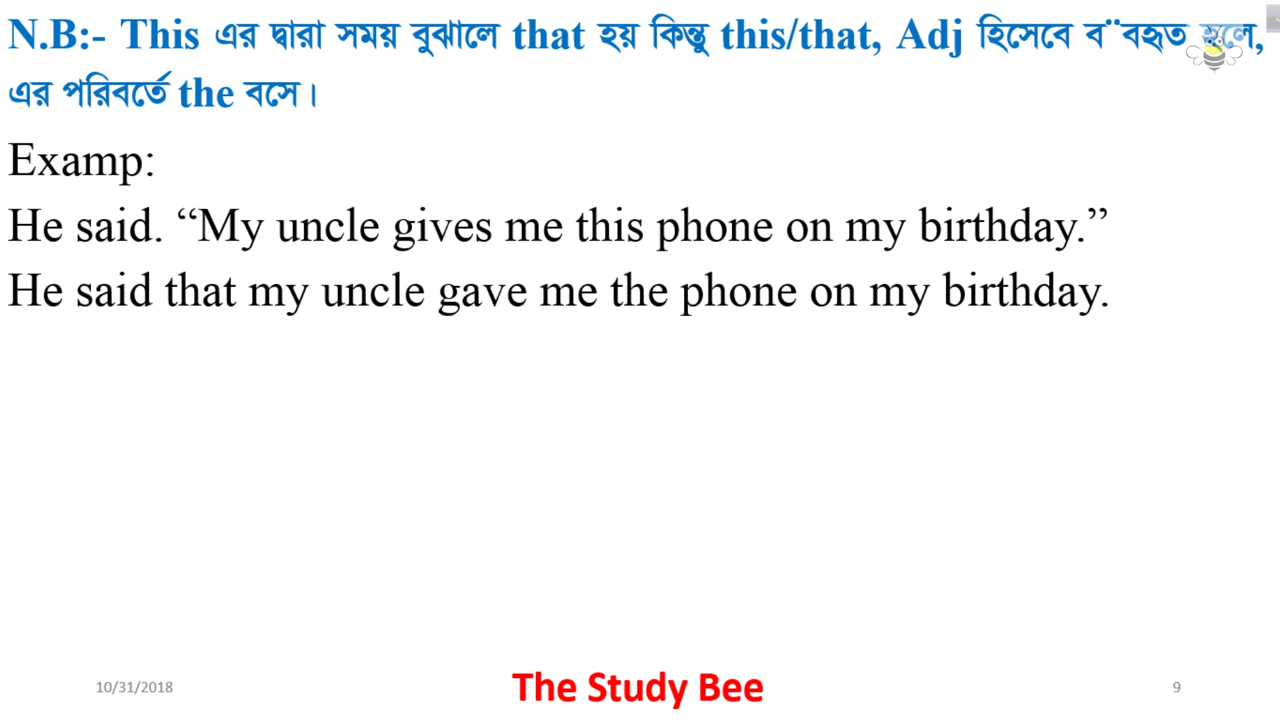 N.B:- This এর দ্বারা সময় বুঝালে that হয় কিন্তু this/that, Adj হিসেবে ব¨বহৃত হলে,
এর পরিবর্তে the বসে।
Examp:
He said. “My uncle gives me this phone on my birthday.”
He said that my uncle gave me the phone on my birthday.
10/31/2018
The Study Bee
9